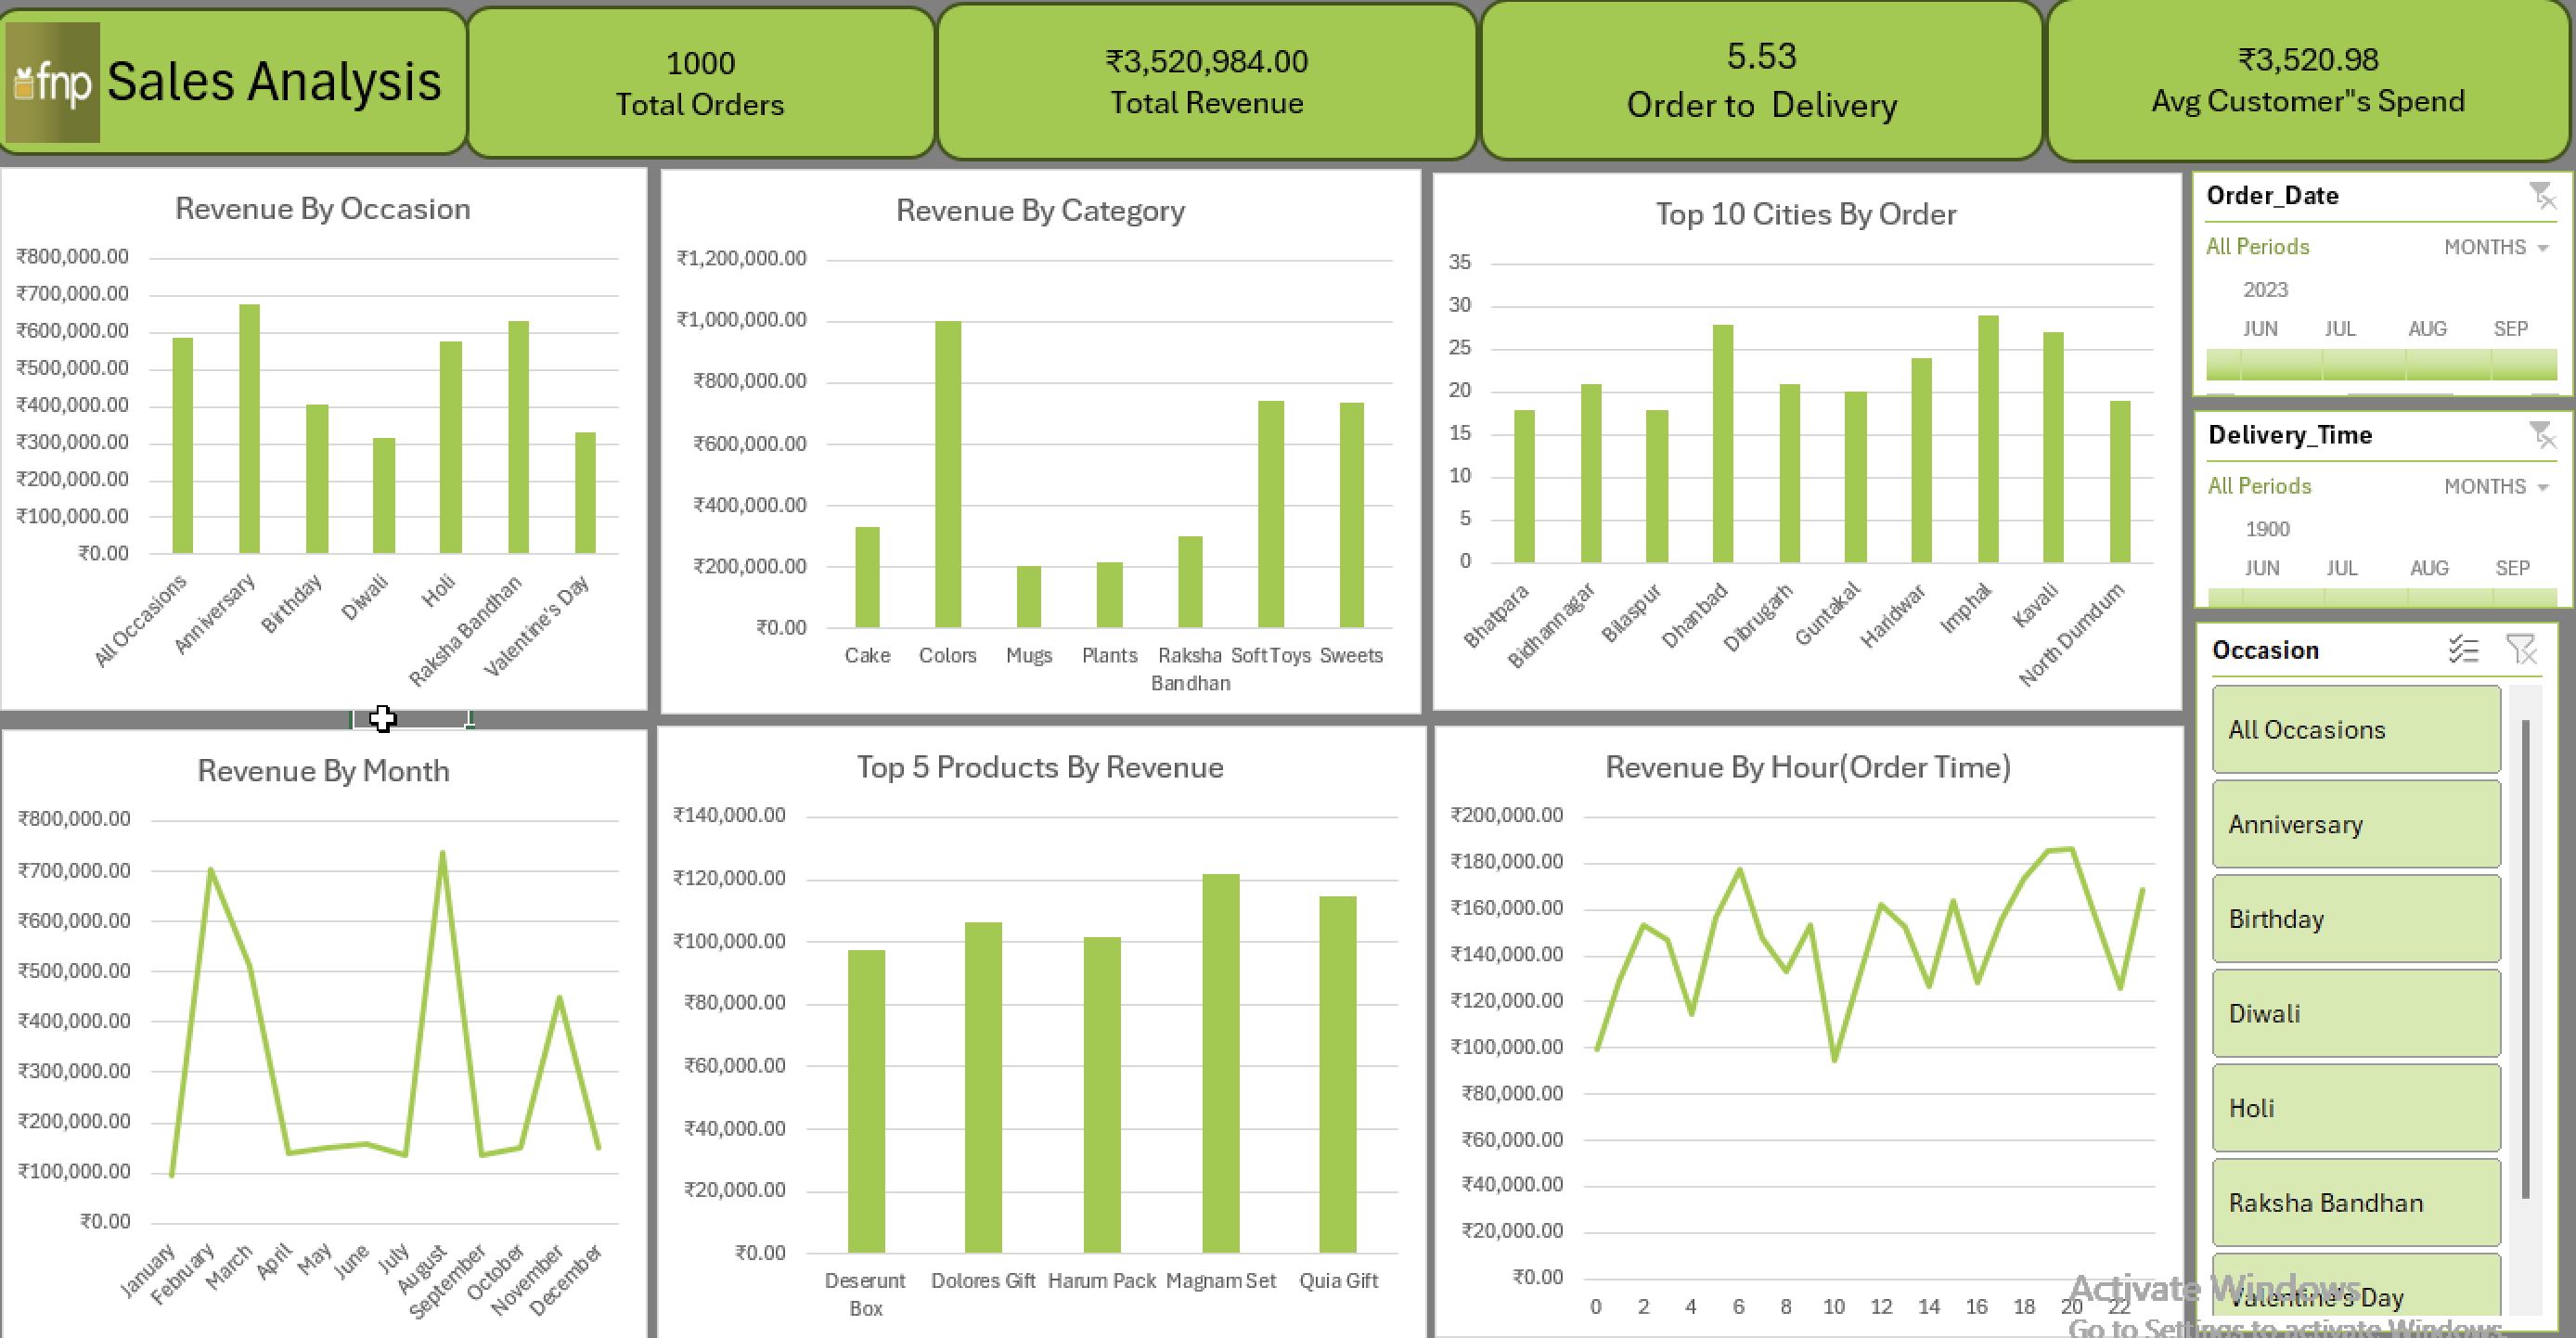 fnp
Sales Analysis
1000
Total Orders
₹3,520,984.00
Total Revenue
5.53
Order to Delivery
₹3,520.98
Avg Customer"s Spend
Revenue By Occasion
₹800,000.00
₹700,000.00
₹600,000.00
₹500,000.00
₹400,000.00
₹300,000.00
₹200,000.00
₹100,000.00
₹0.00
All Occasions
Anniversary
Birthday
Diwali
Holi
Raksha Bandhan
Valentine's Day
Revenue By Category
₹1,200,000.00
₹1,000,000.00
₹800,000.00
₹600,000.00
₹400,000.00
₹200,000.00
₹0.00
Cake
Colors
Mugs
Plants
Raksha
Bandhan
Soft Toys
Sweets
Top 10 Cities By Order
35
30
25
20
15
10
5
0
Bhatpara
Bidhannagar
Bilaspur
Dhanbad
Dibrugarh
Guntakal
Haridwar
Imphal
Kavali
North Dumdum
Order_Date
All Periods
MONTHS
2023
JUN JUL AUG SEP
Delivery_Time
All Periods
MONTHS
1900
JUN JUL AUG SEP
Occasion
All Occasions
Anniversary
Birthday
Diwali
Holi
Raksha Bandhan
Valentine's Day
Revenue By Month
₹800,000.00
₹700,000.00
₹600,000.00
₹500,000.00
₹400,000.00
₹300,000.00
₹200,000.00
₹100,000.00
₹0.00
January
February
March
April
May
June
July
August
September
October
November
December
Top 5 Products By Revenue
₹140,000.00
₹120,000.00
₹100,000.00
₹80,000.00
₹60,000.00
₹40,000.00
₹20,000.00
₹0.00
Deserunt
Box
Dolores Gift
Harum Pack
Magnam Set
Quia Gift
Revenue By Hour(Order Time)
₹200,000.00
₹180,000.00
₹160,000.00
₹140,000.00
₹120,000.00
₹100,000.00
₹80,000.00
₹60,000.00
₹40,000.00
₹20,000.00
₹0.00
0 2 4 6 8 10 12 14 16 18 20 22
Activate Windows
Go to Settings to activate Windows.